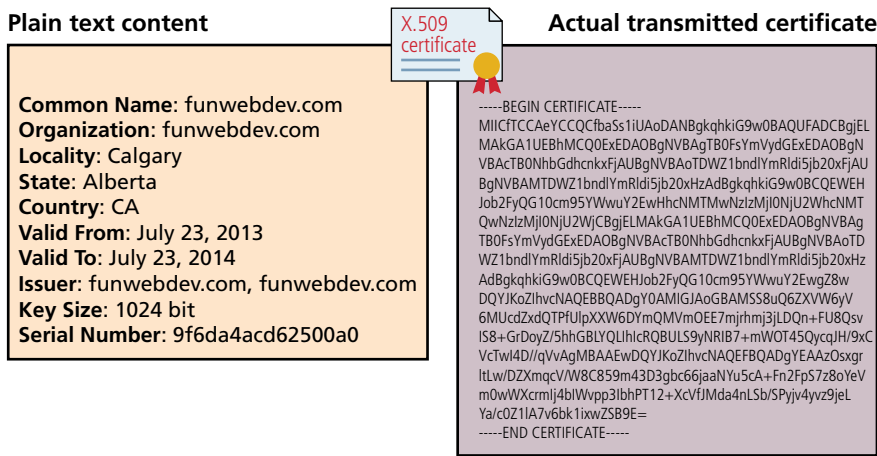 Plain text content
X.509
certificate
Actual transmitted certificate
Common Name: funwebdev.com
Organization: funwebdev.com
Locality: Calgary
State: Alberta
Country: CA
Valid From: July 23, 2013
Valid To: July 23, 2014
Issuer: funwebdev.com, funwebdev.com
Key Size: 1024 bit
Serial Number: 9f6da4acd62500a0
-----BEGIN CERTIFICATE-----
MIICfTCCAeYCCQCfbaSs1iUAoDANBgkqhkiG9w0BAQUFADCBgjEL
MAkGA1UEBhMCQ0ExEDAOBgNVBAgTB0FsYmVydGExEDAOBgN
VBAcTB0NhbGdhcnkxFjAUBgNVBAoTDWZ1bndlYmRldi5jb20xFjAU
BgNVBAMTDWZ1bndlYmRldi5jb20xHzAdBgkqhkiG9w0BCQEWEH
Job2FyQG10cm95YWwuY2EwHhcNMTMwNzIzMjI0NjU2WhcNMT
QwNzIzMjI0NjU2WjCBgjELMAkGA1UEBhMCQ0ExEDAOBgNVBAg
TB0FsYmVydGExEDAOBgNVBAcTB0NhbGdhcnkxFjAUBgNVBAoTD
WZ1bndlYmRldi5jb20xFjAUBgNVBAMTDWZ1bndlYmRldi5jb20xHz
AdBgkqhkiG9w0BCQEWEHJob2FyQG10cm95YWwuY2EwgZ8w
DQYJKoZIhvcNAQEBBQADgY0AMIGJAoGBAMSS8uQ6ZXVW6yV
6MUcdZxdQTPfUlpXXW6DYmQMVmOEE7mjrhmj3jLDQn+FU8Qsv
IS8+GrDoyZ/5hhGBLYQLIhIcRQBULS9yNRIB7+mWOT45QycqJH/9xC
VcTwI4D//qVvAgMBAAEwDQYJKoZIhvcNAQEFBQADgYEAAzOsxgr
ltLw/DZXmqcV/W8C859m43D3gbc66jaaNYu5cA+Fn2FpS7z8oYeV
m0wWXcrmIj4bIWvpp3IbhPT12+XcVfJMda4nLSb/SPyjv4yvz9jeL
Ya/c0Z1lA7v6bk1ixwZSB9E=
-----END CERTIFICATE-----